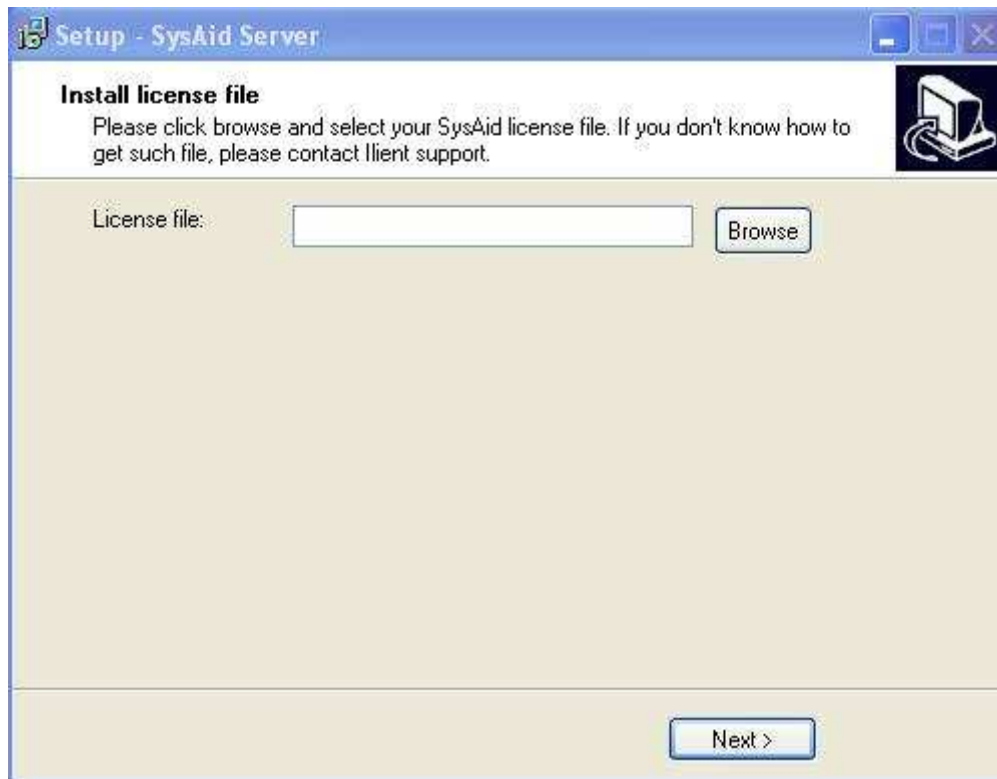 Setup - SysAid Server
Install license file
Please click browse and select your SysAid license file. If you don't know how to
get such file, please contact Ilient support.
License file:
Browse
Next >